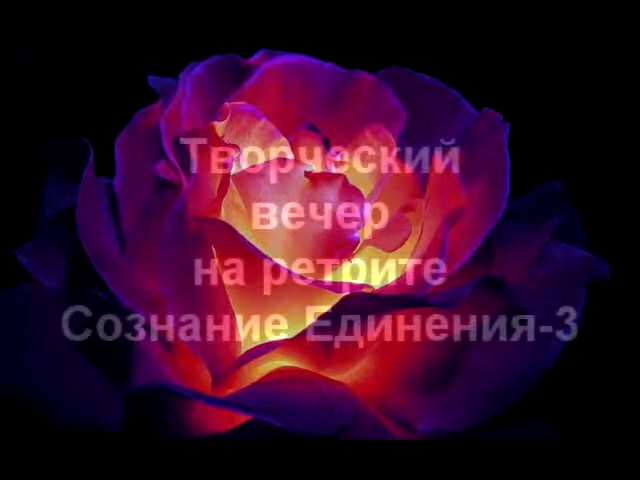 Творческий
вечер
на ретрите
Сознание Единения-3